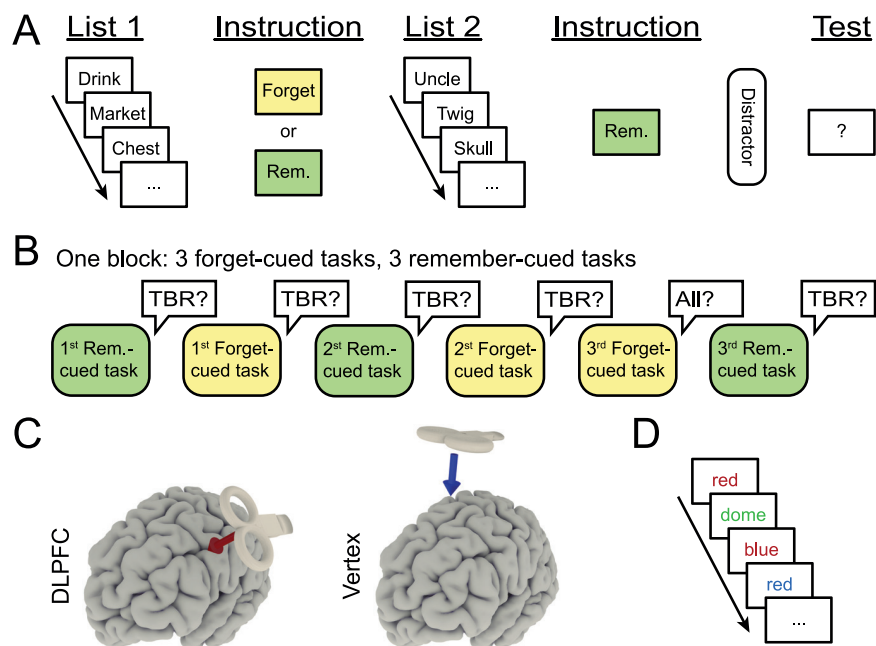 A
List 1 Instruction List 2 Instruction Test
Drink
Market
Chest
...
Forget
or
Rem.
Uncle
Twig
Skull
...
Rem.
Distractor
?
B
One block: 3 forget-cued tasks, 3 remember-cued tasks
TBR? TBR? TBR? TBR? All? TBR?
1st Rem.-
cued task
1st Forget-
cued task
2st Rem.-
cued task
2st Forget-
cued task
3rd Forget-
cued task
3rd Rem.-
cued task
C
DLPFC
Vertex
D
red
dome
blue
red
...